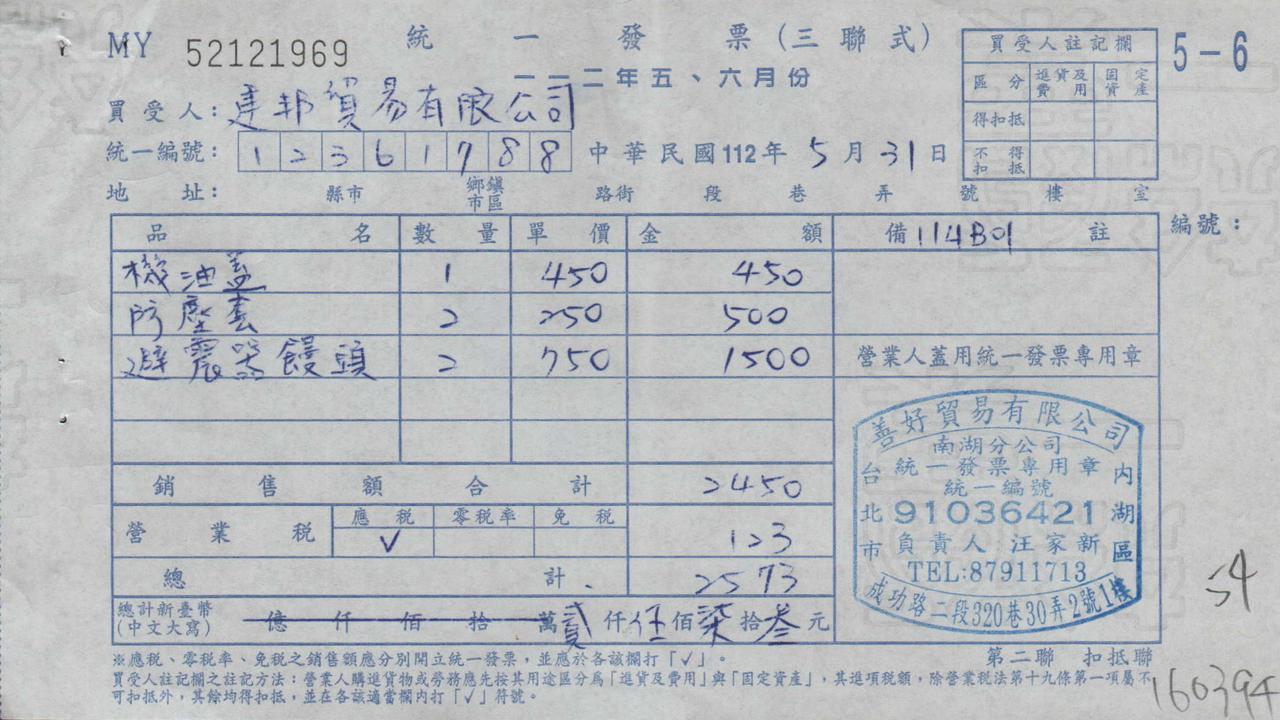 MY 52121969 統一發票(三聯式) 5-6
一一二年五、六月份
買受人: 建邦貿易有限公司
統一編號: 12361788 中華民國112年5月31日
地址: 縣市 鄉鎮市區 路街 段 巷 弄 號 樓 室
買受人註記欄
區分 進貨及費用 固定資產
得扣抵
不得扣抵
品名 數量 單價 金額 備註 114B01 編號:
機油蓋 1 450 450
防塵套 2 250 500
避震器饅頭 2 750 1500
營業人蓋用統一發票專用章
銷售額合計 2450
營業稅 應稅 √ 零稅率 免稅 123
總計 2573
總計新臺幣(中文大寫) 億仟佰拾萬貳仟伍佰柒拾叁元
善好貿易有限公司
南湖分公司
統一發票專用章
統一編號
91036421
負責人 汪家新
TEL:87911713
台北市內湖區
成功路二段320巷30弄2號1樓
54
※應稅、零稅率、免稅之銷售額應分別開立統一發票,並應於各該欄打「√」。
第二聯 扣抵聯
買受人註記欄之註記方法:營業人購進貨物或勞務應先按其用途區分為「進貨及費用」與「固定資產」,其進項稅額,除營業稅法第十九條第一項屬不
可扣抵外,其餘均得扣抵,並在各該適當欄內打「√」符號。
160394